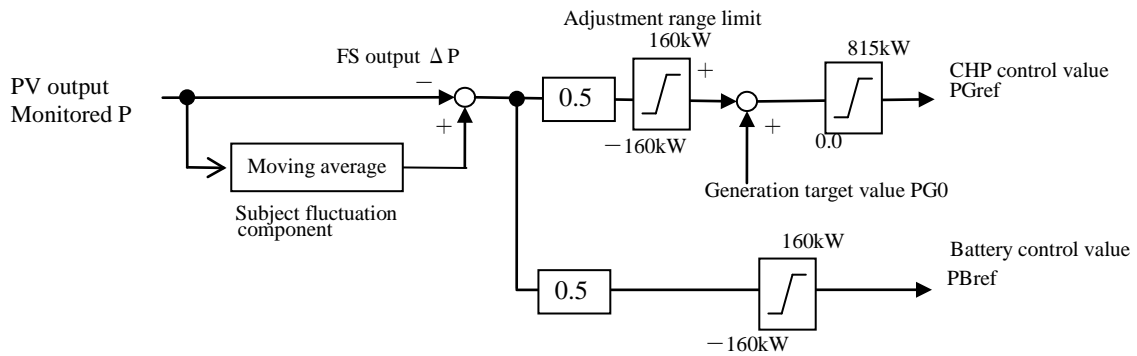 Adjustment range limit
160kW
815kW
FS output Δ P
CHP control value
PGref
PV output
Monitored P
−
+
0.5
+
+
−160kW
0.0
Moving average
Generation target value PG0
Subject fluctuation
component
160kW
Battery control value
PBref
0.5
−160kW